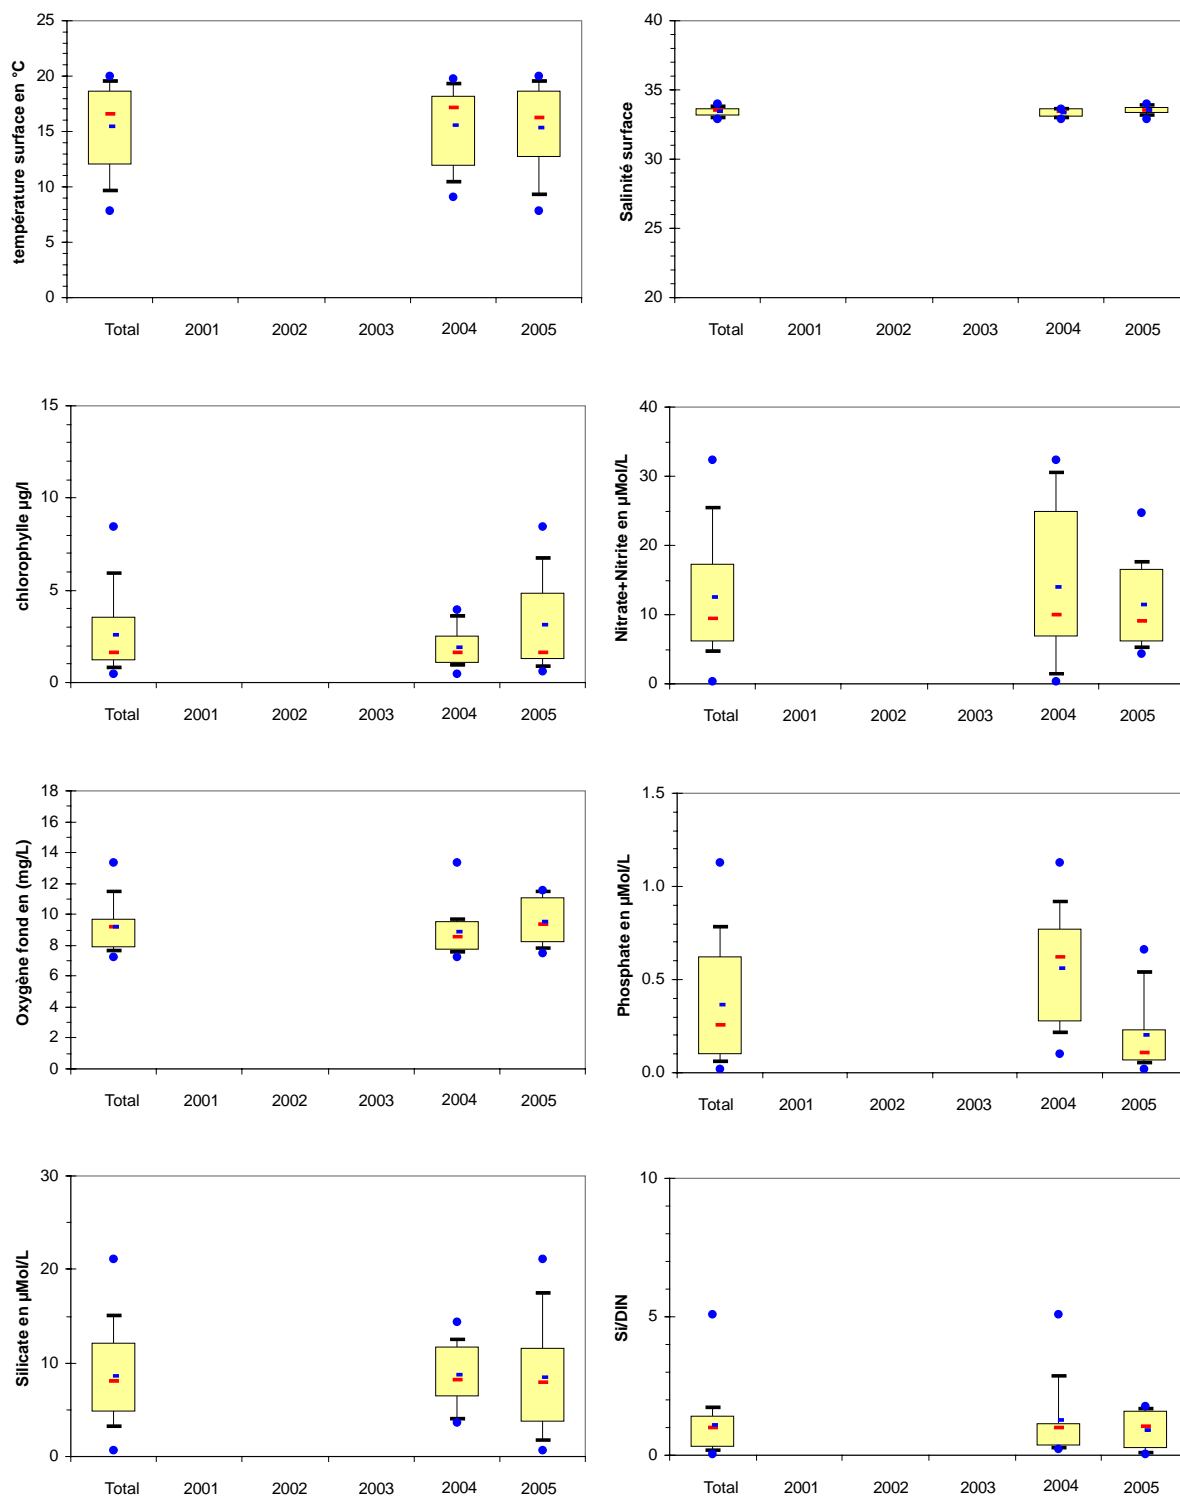 température surface en °C
25
20
15
10
5
0
Total 2001 2002 2003 2004 2005
Salinité surface
40
35
30
25
20
Total 2001 2002 2003 2004 2005
chlorophylle µg/l
15
10
5
0
Total 2001 2002 2003 2004 2005
Nitrate+Nitrite en µMol/L
40
30
20
10
0
Total 2001 2002 2003 2004 2005
Oxygène fond en (mg/L)
18
16
14
12
10
8
6
4
2
0
Total 2001 2002 2003 2004 2005
Phosphate en µMol/L
1.5
1.0
0.5
0.0
Total 2001 2002 2003 2004 2005
Silicate en µMol/L
30
20
10
0
Total 2001 2002 2003 2004 2005
Si/DIN
10
5
0
Total 2001 2002 2003 2004 2005